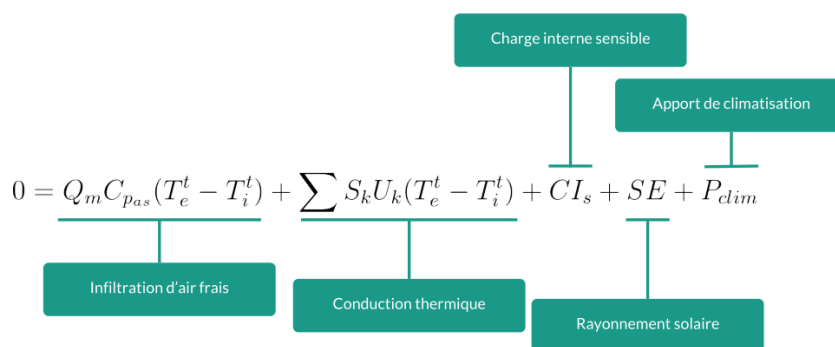 Charge interne sensible
Apport de climatisation
0 = Q_m C_{p_{as}}(T_e^t − T_i^t) + ∑ S_k U_k(T_e^t − T_i^t) + CI_s + SE + P_{clim}
Infiltration d'air frais
Conduction thermique
Rayonnement solaire